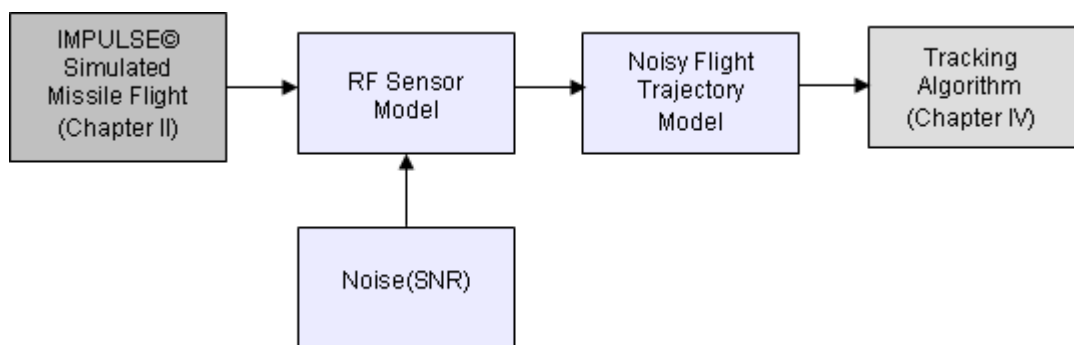 IMPULSE©
Simulated
Missile Flight
(Chapter II)
RF Sensor
Model
Noisy Flight
Trajectory
Model
Tracking
Algorithm
(Chapter IV)
Noise(SNR)